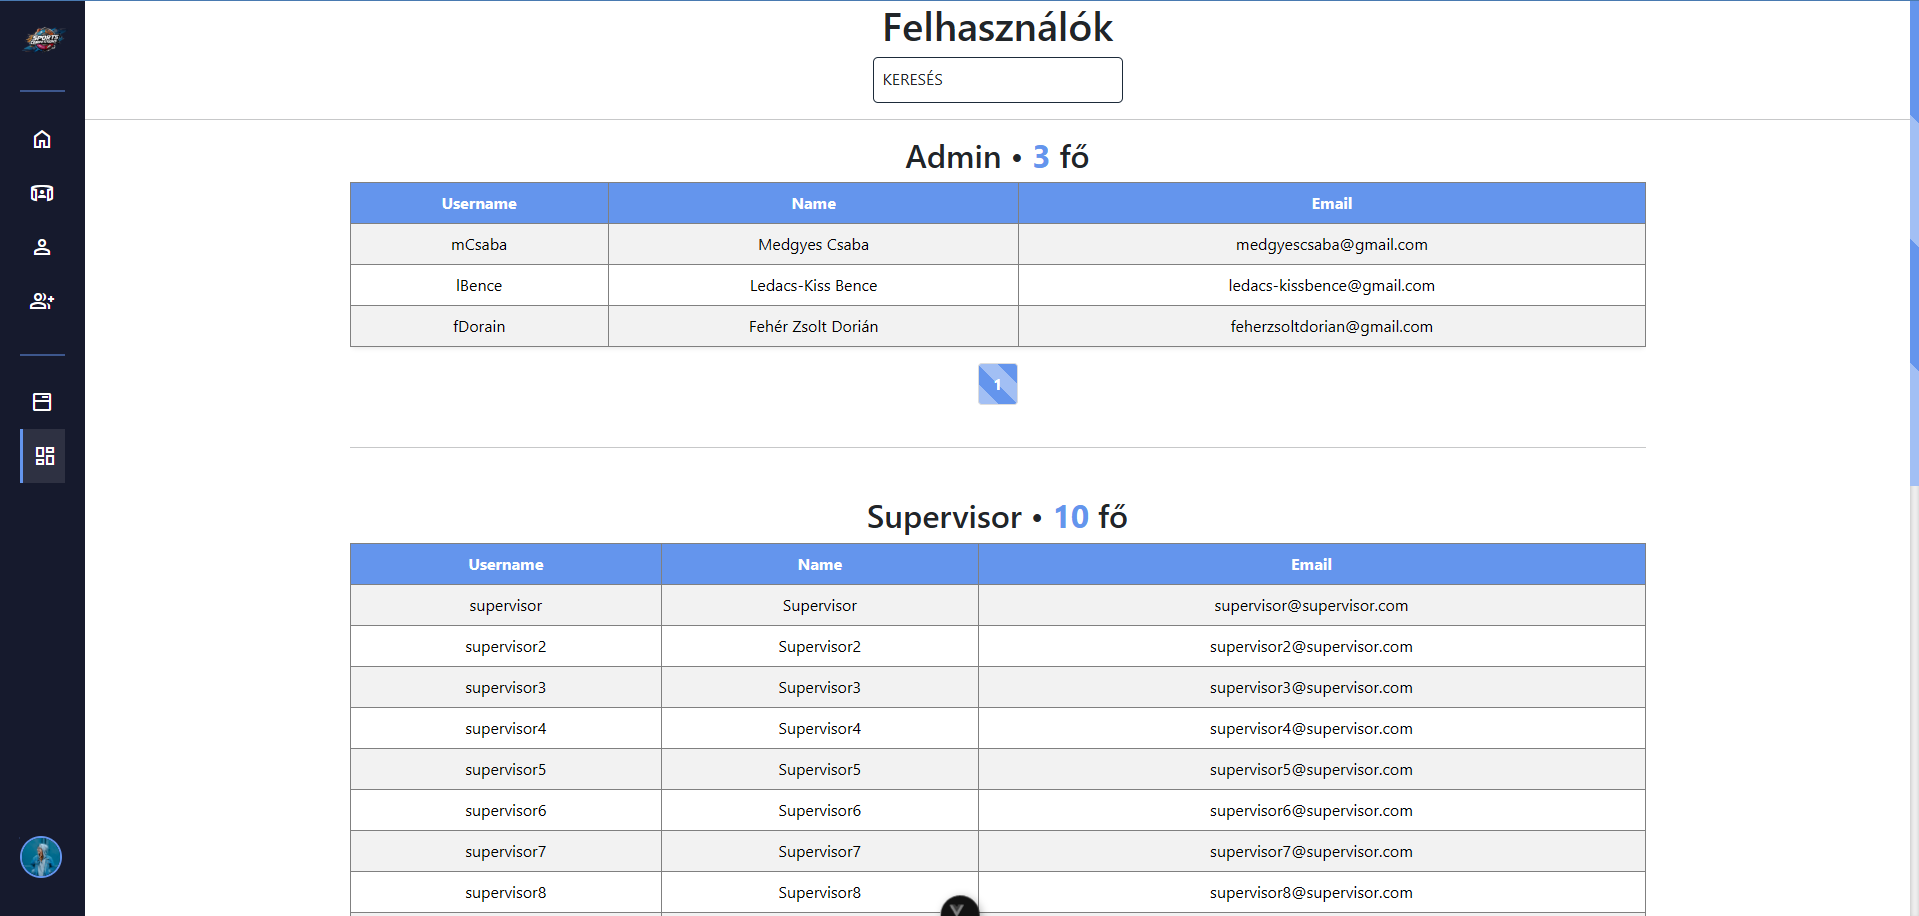 SPORTS
Felhasználók
KERESÉS
Admin • 3 fő
Username Name Email
mCsaba Medgyes Csaba medgyescsaba@gmail.com
lBence Ledacs-Kiss Bence ledacs-kissbence@gmail.com
fDorain Fehér Zsolt Dorián feherzsoltdorian@gmail.com
1
Supervisor • 10 fő
Username Name Email
supervisor Supervisor supervisor@supervisor.com
supervisor2 Supervisor2 supervisor2@supervisor.com
supervisor3 Supervisor3 supervisor3@supervisor.com
supervisor4 Supervisor4 supervisor4@supervisor.com
supervisor5 Supervisor5 supervisor5@supervisor.com
supervisor6 Supervisor6 supervisor6@supervisor.com
supervisor7 Supervisor7 supervisor7@supervisor.com
supervisor8 Supervisor8 supervisor8@supervisor.com